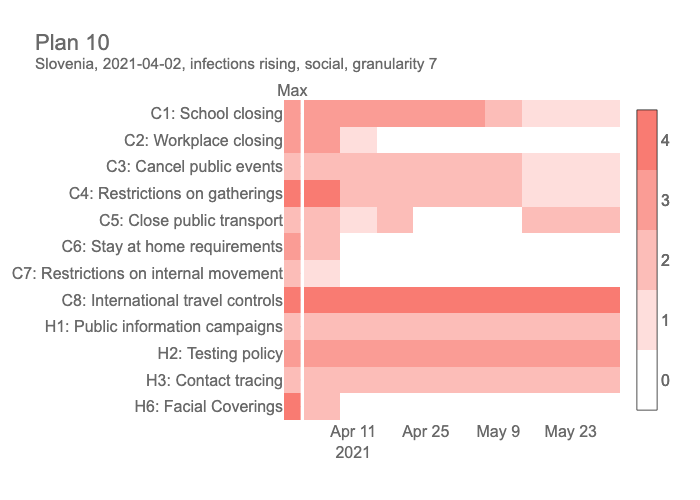 Plan 10
Slovenia, 2021-04-02, infections rising, social, granularity 7
Max
C1: School closing
C2: Workplace closing
C3: Cancel public events
C4: Restrictions on gatherings
C5: Close public transport
C6: Stay at home requirements
C7: Restrictions on internal movement
C8: International travel controls
H1: Public information campaigns
H2: Testing policy
H3: Contact tracing
H6: Facial Coverings
4
3
2
1
0
Apr 11 Apr 25 May 9 May 23
2021